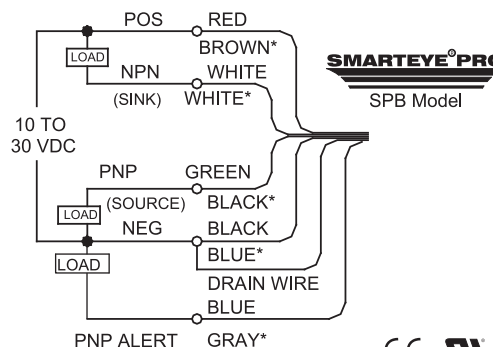 POS RED
LOAD BROWN*
SMARTEYE® PRO
NPN WHITE
(SINK) WHITE*
SPB Model
10 TO
30 VDC
PNP GREEN
LOAD (SOURCE) BLACK*
NEG BLACK
LOAD BLUE*
DRAIN WIRE
BLUE
PNP ALERT GRAY*